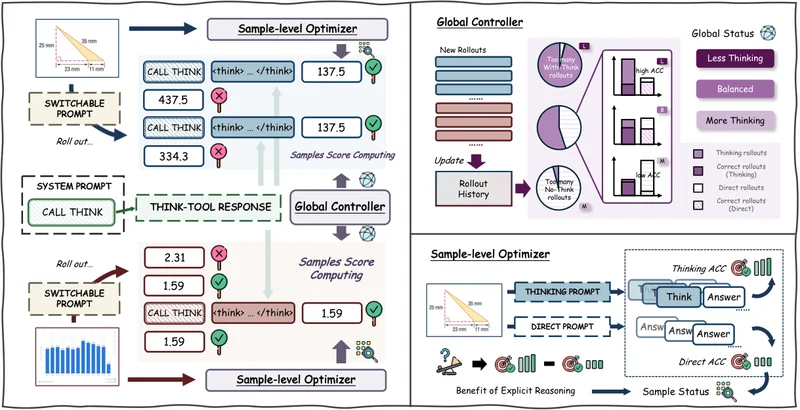 25 mm
35 mm
23 mm
11 mm
Sample-level Optimizer
CALL THINK
<think> ... </think>
137.5
437.5
SWITCHABLE
PROMPT
CALL THINK
<think> ... </think>
137.5
Roll out...
334.3
Samples Score Computing
SYSTEM PROMPT
CALL THINK
THINK-TOOL RESPONSE
Global Controller
Roll out...
2.31
Samples Score
Computing
1.59
SWITCHABLE
PROMPT
CALL THINK
<think> ... </think>
1.59
1.59
Sample-level Optimizer
Global Controller
New Rollouts
......
......
Update
Rollout
History
Too many
With-Think
rollouts
L
Too many
No-Think
rollouts
M
L
high ACC
B
M
low ACC
Global Status
Less Thinking
Balanced
More Thinking
Thinking rollouts
Correct rollouts
(Thinking)
Direct rollouts
Correct rollouts
(Direct)
Sample-level Optimizer
25 mm
35 mm
23 mm
11 mm
THINKING PROMPT
DIRECT PROMPT
Thinking ACC
T
Think
Answer
......
Answ
Answer
......
Direct ACC
?
Benefit of Explicit Reasoning
Sample Status